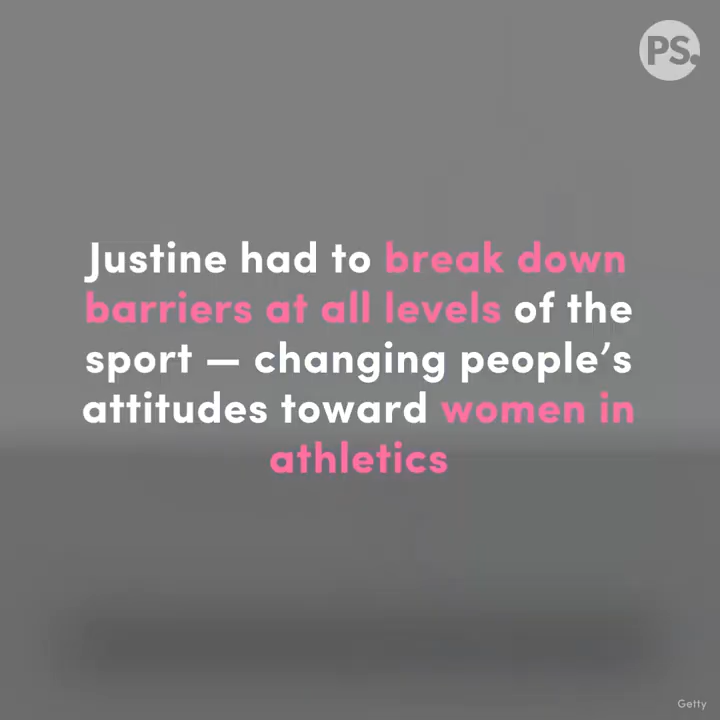 PS.
Justine had to break down
barriers at all levels of the
sport — changing people’s
attitudes toward women in
athletics
Getty